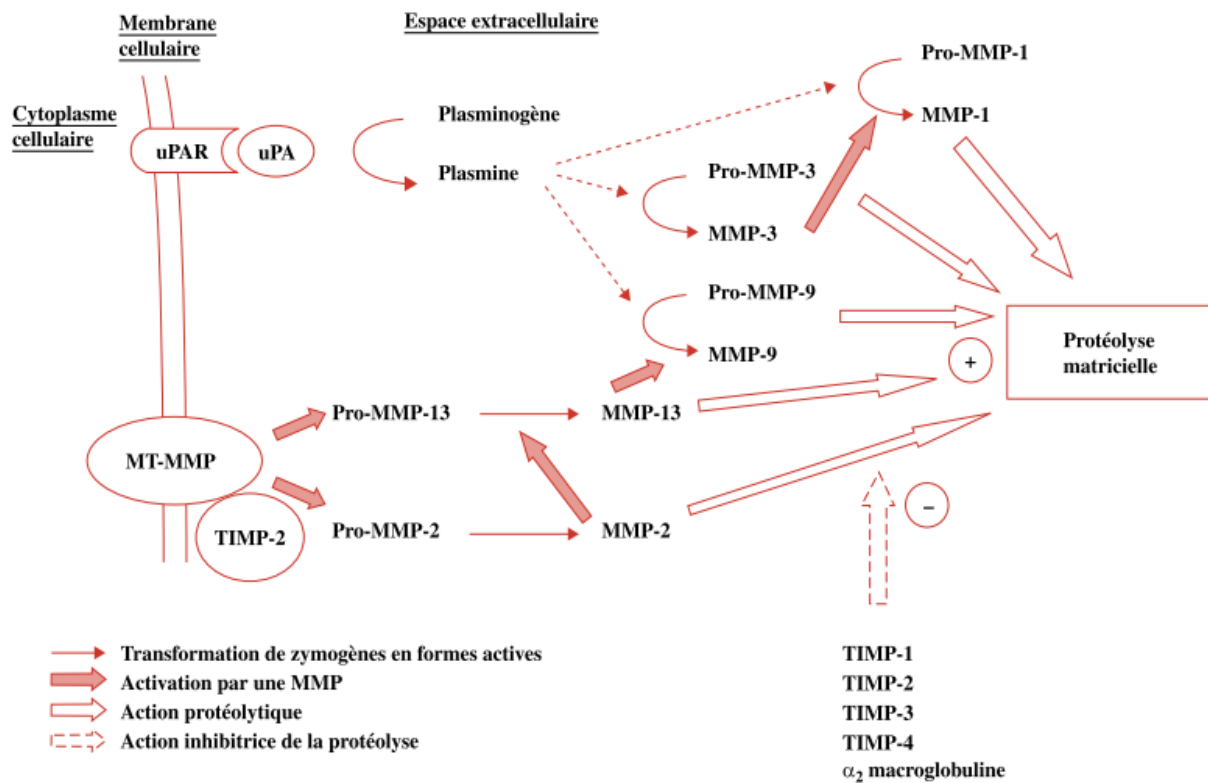 Membrane
cellulaire
Espace extracellulaire
Cytoplasme
cellulaire
uPAR
uPA
Plasminogène
Plasmine
Pro-MMP-1
MMP-1
Pro-MMP-3
MMP-3
Pro-MMP-9
MMP-9
Protéolyse
matricielle
+
Pro-MMP-13
MMP-13
MT-MMP
TIMP-2
Pro-MMP-2
MMP-2
−
Transformation de zymogènes en formes actives
Activation par une MMP
Action protéolytique
Action inhibitrice de la protéolyse
TIMP-1
TIMP-2
TIMP-3
TIMP-4
α₂ macroglobuline